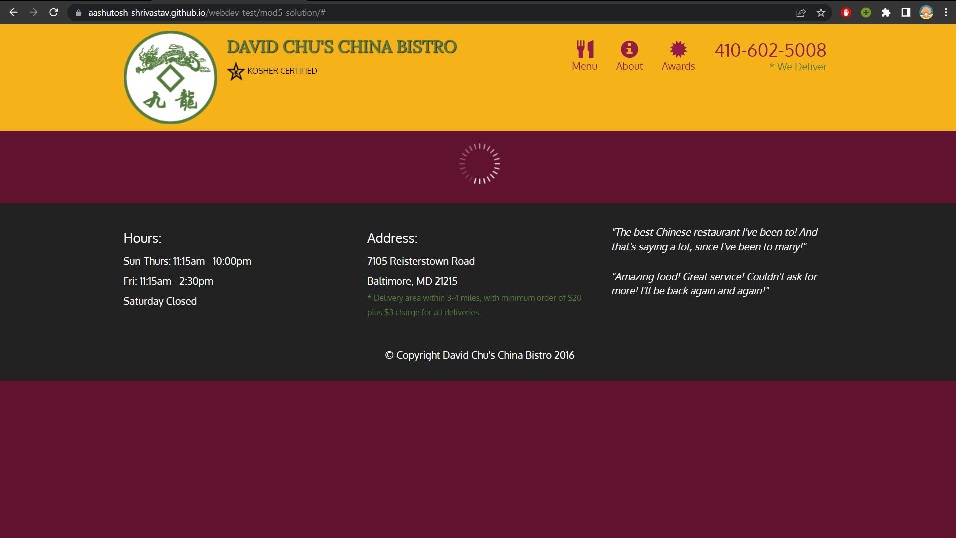 aashutosh-shrivastav.github.io/webdev-test/mod5-solution/#
DAVID CHU'S CHINA BISTRO
KOSHER CERTIFIED
九 龍
Menu
About
Awards
410-602-5008
* We Deliver
Hours:
Sun Thurs: 11:15am 10:00pm
Fri: 11:15am 2:30pm
Saturday Closed
Address:
7105 Reisterstown Road
Baltimore, MD 21215
* Delivery area within 3-4 miles, with minimum order of $20
plus $3 charge for all deliveries.
"The best Chinese restaurant I've been to! And
that's saying a lot, since I've been to many!"
"Amazing food! Great service! Couldn't ask for
more! I'll be back again and again!"
© Copyright David Chu's China Bistro 2016